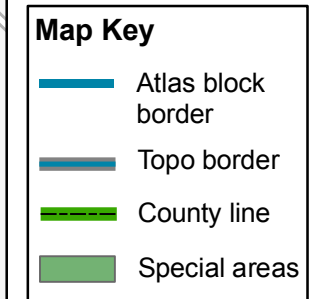 Map Key
Atlas block
border
Topo border
County line
Special areas